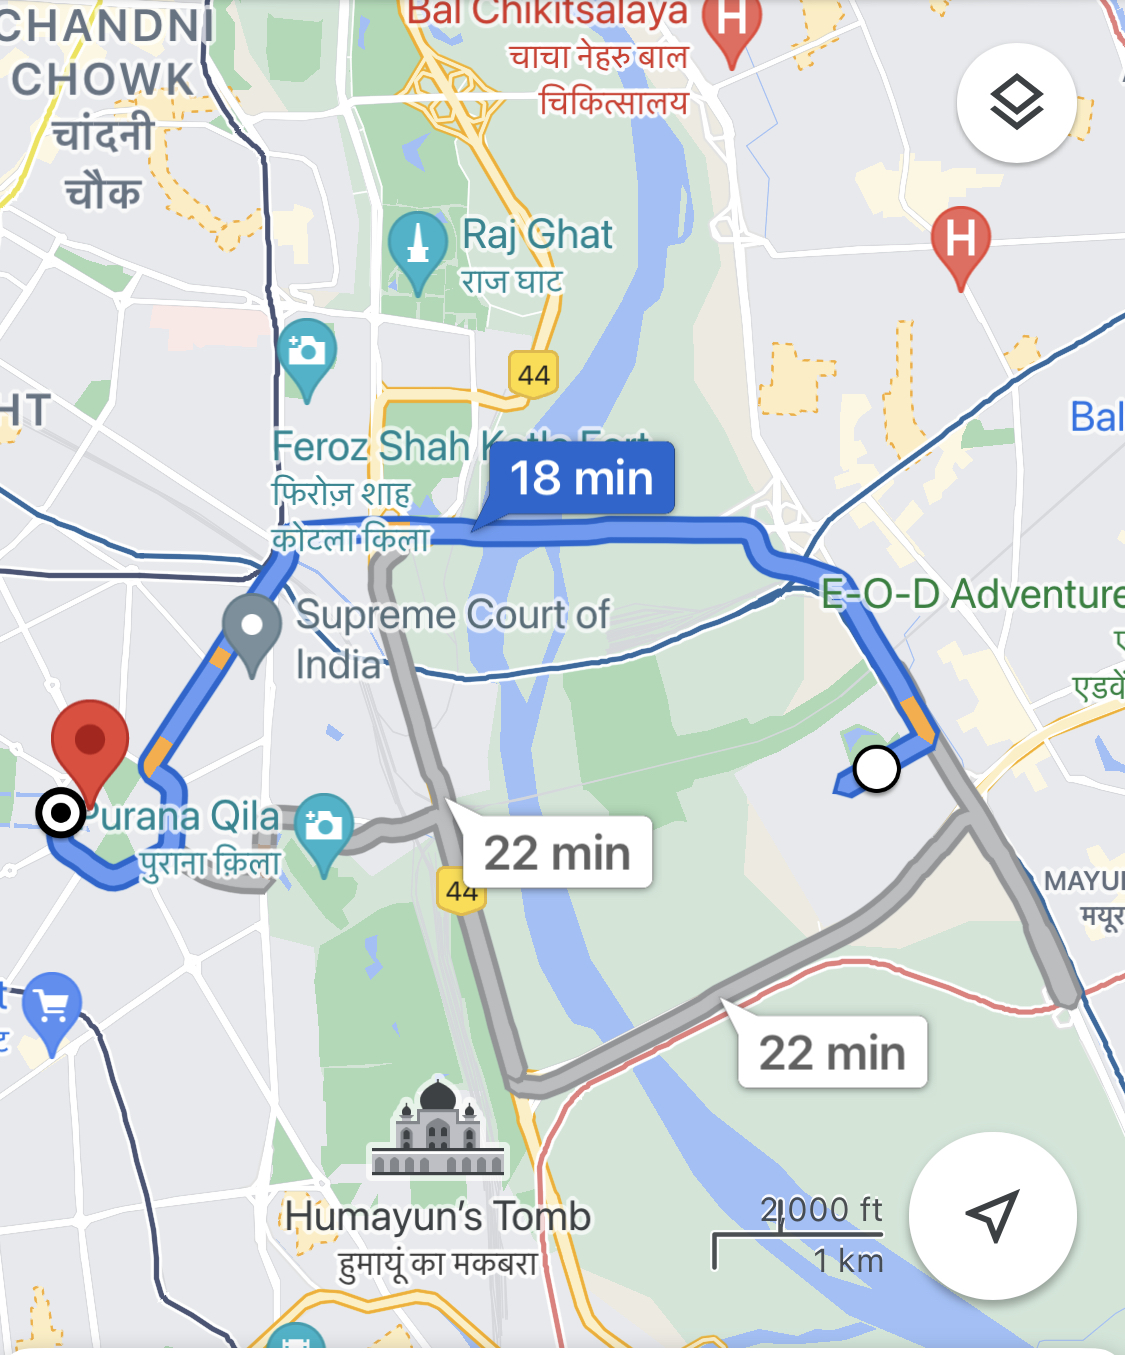 CHANDNI
CHOWK
चांदनी
चौक
Bal Chikitsalaya
चाचा नेहरु बाल
चिकित्सालय
H
H
Raj Ghat
राज घाट
44
HT
Bal
Feroz Shah Kotla Fort
फिरोज़ शाह
कोटला किला
18 min
E-O-D Adventure
ए
एडवें
Supreme Court of
India
Purana Qila
पुराना क़िला
22 min
44
MAYUR
मयूर
t
ट
22 min
Humayun's Tomb
हुमायूं का मकबरा
2,000 ft
1 km